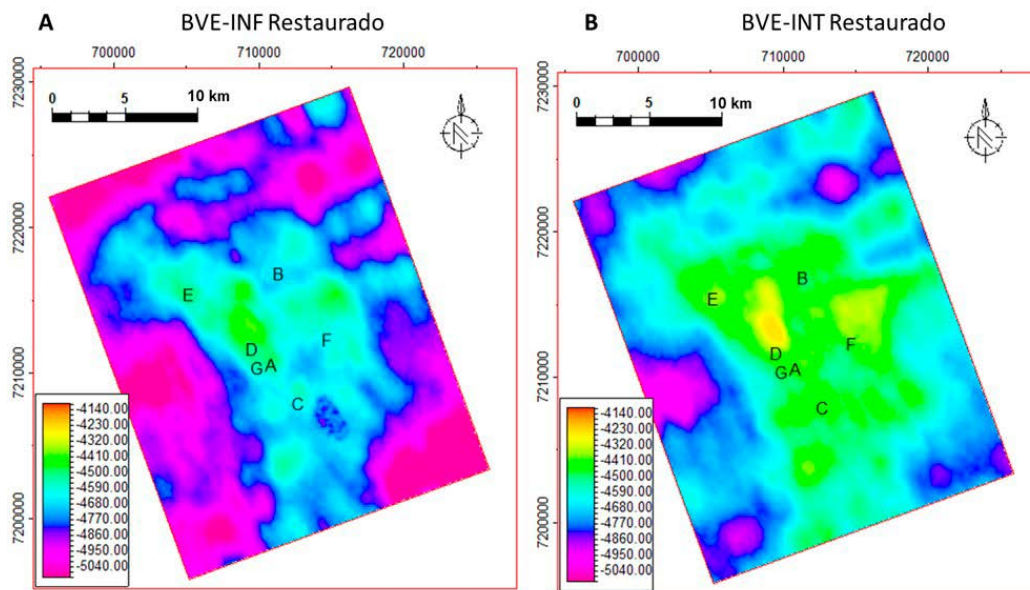 A BVE-INF Restaurado
700000 710000 720000
0 5 10 km
7230000
7220000
7210000
7200000
B
E
F
D
G A
C
-4140.00
-4230.00
-4320.00
-4410.00
-4500.00
-4590.00
-4680.00
-4770.00
-4860.00
-4950.00
-5040.00
B BVE-INT Restaurado
700000 710000 720000
0 5 10 km
7230000
7220000
7210000
7200000
B
E
F
D
G A
C
-4140.00
-4230.00
-4320.00
-4410.00
-4500.00
-4590.00
-4680.00
-4770.00
-4860.00
-4950.00
-5040.00